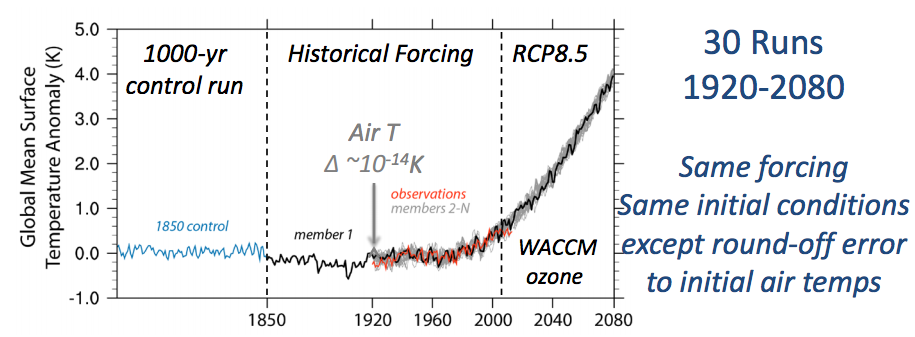 Global Mean Surface
Temperature Anomaly (K)
5.0
4.0
3.0
2.0
1.0
0.0
-1.0
1000-yr
control run
Historical Forcing
RCP8.5
Air T
Δ ~10⁻¹⁴K
observations
members 2-N
1850 control
member 1
WACCM
ozone
1850
1920
1960
2000
2040
2080
30 Runs
1920-2080
Same forcing
Same initial conditions
except round-off error
to initial air temps